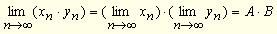 lim n→∞ (xₙ · yₙ) = (lim n→∞ xₙ) · (lim n→∞ yₙ) = A · B